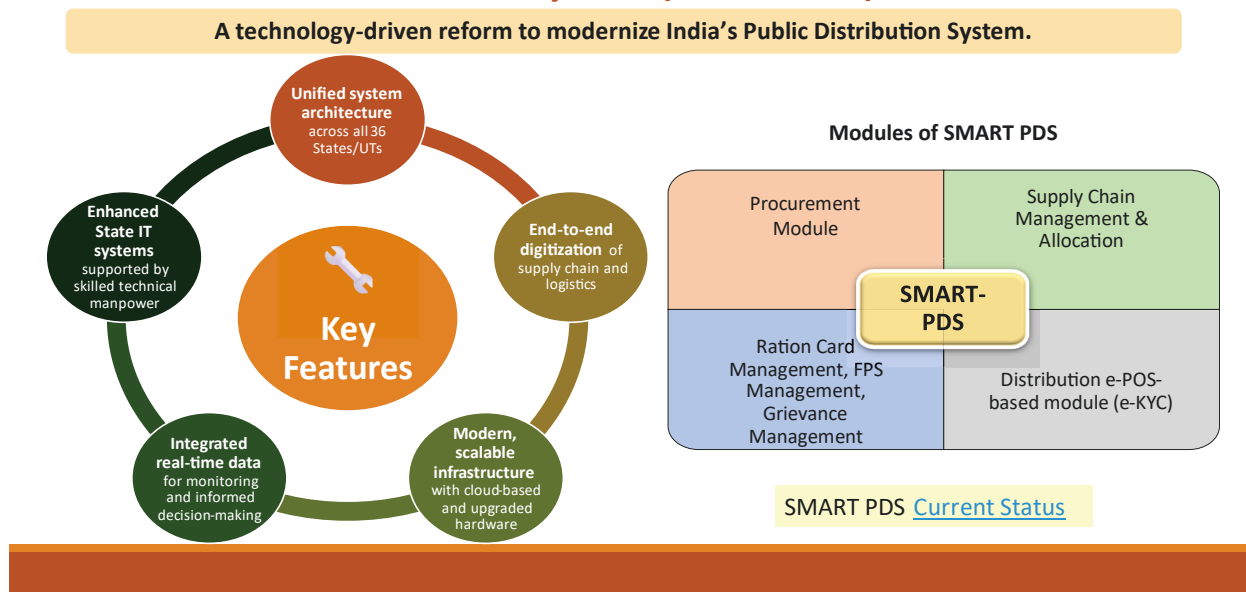 A technology-driven reform to modernize India's Public Distribution System.
Unified system
architecture
across all 36
States/UTs
End-to-end
digitization of
supply chain and
logistics
Modern,
scalable
infrastructure
with cloud-based
and upgraded
hardware
Integrated
real-time data
for monitoring
and informed
decision-making
Enhanced
State IT
systems
supported by
skilled technical
manpower
Key
Features
Modules of SMART PDS
Procurement
Module
Supply Chain
Management &
Allocation
SMART-
PDS
Ration Card
Management, FPS
Management,
Grievance
Management
Distribution e-POS-
based module (e-KYC)
SMART PDS Current Status